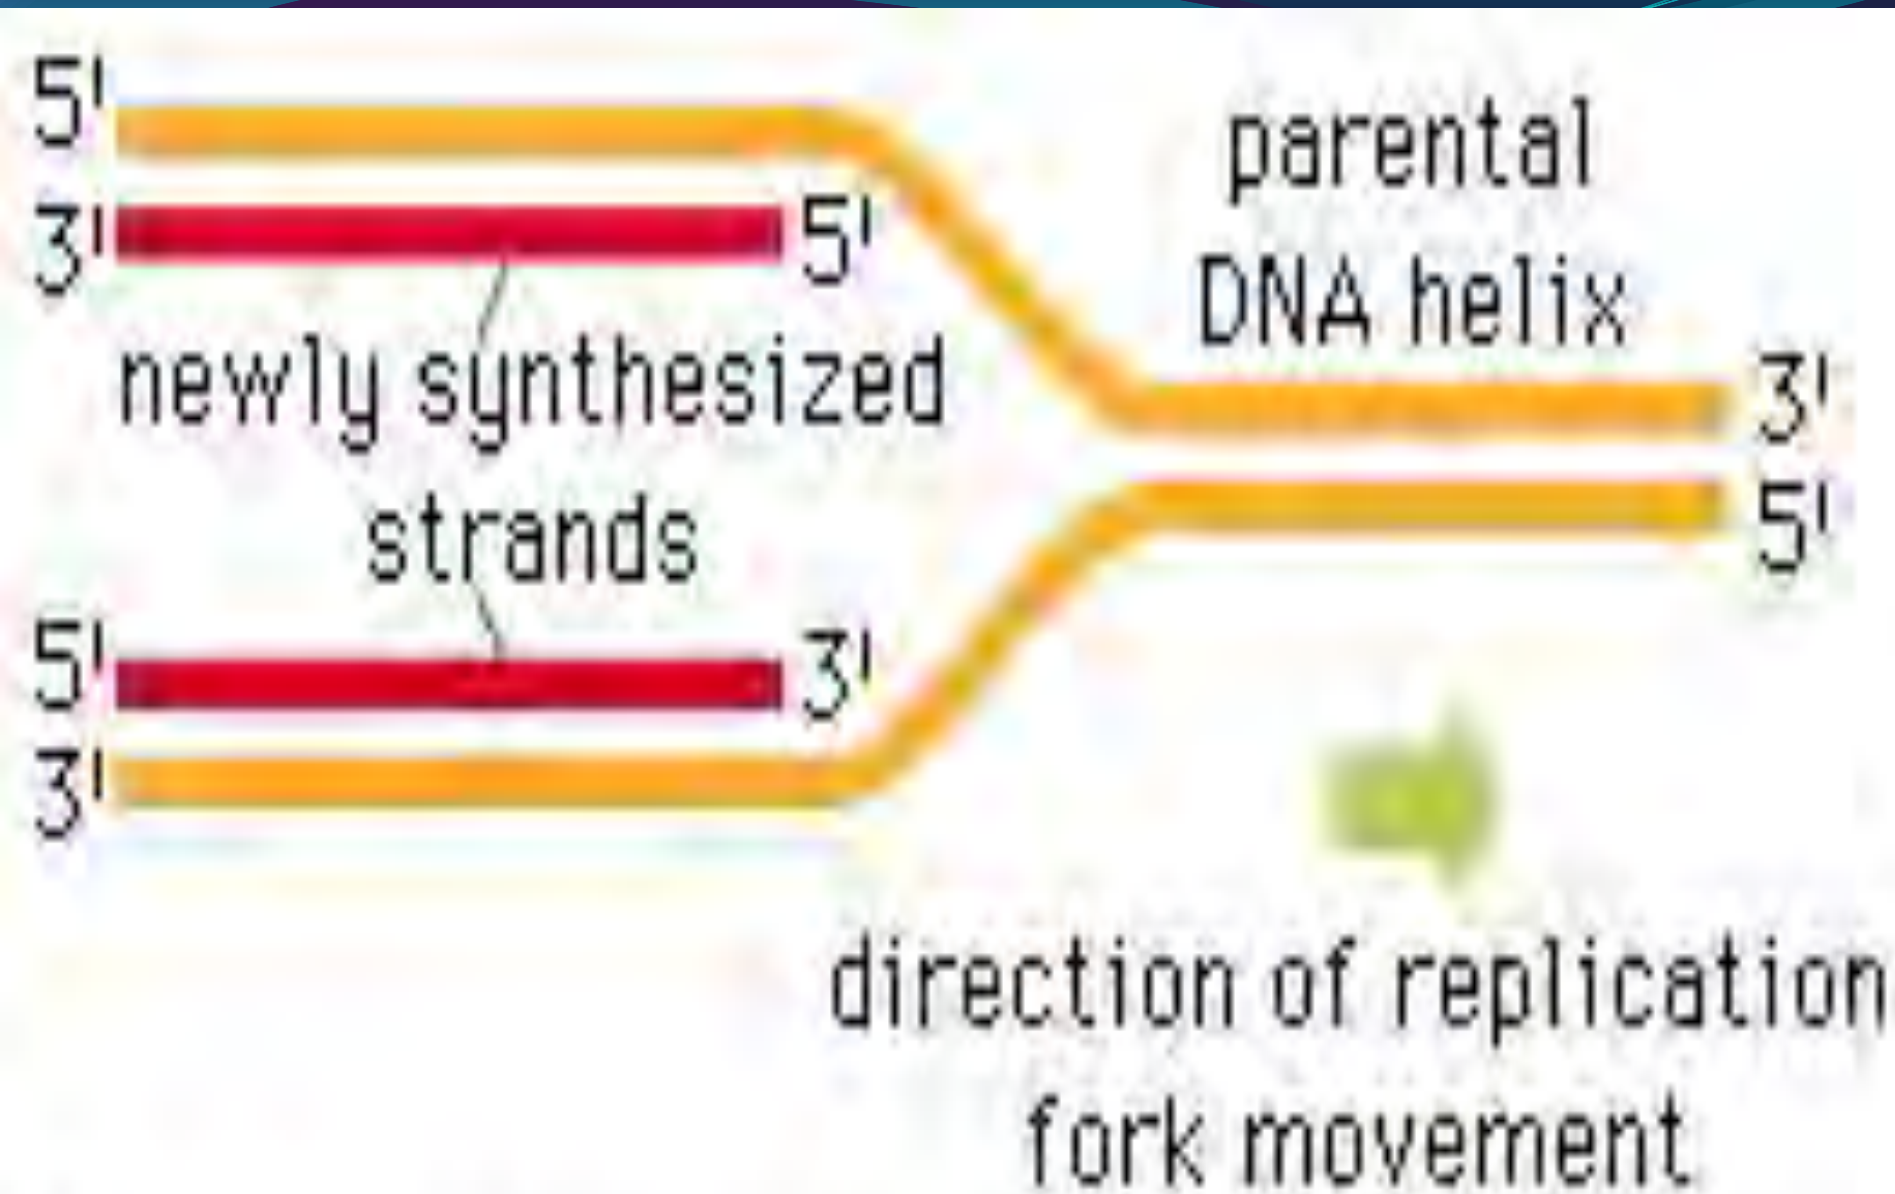 5'
3' 5'
parental
DNA helix
newly synthesized
strands
3'
5'
5' 3'
3'
direction of replication
fork movement